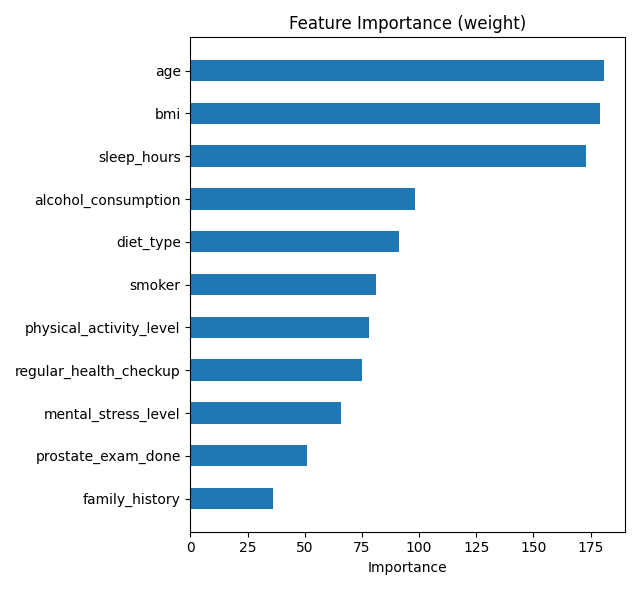 Feature Importance (weight)
age
bmi
sleep_hours
alcohol_consumption
diet_type
smoker
physical_activity_level
regular_health_checkup
mental_stress_level
prostate_exam_done
family_history
0 25 50 75 100 125 150 175
Importance